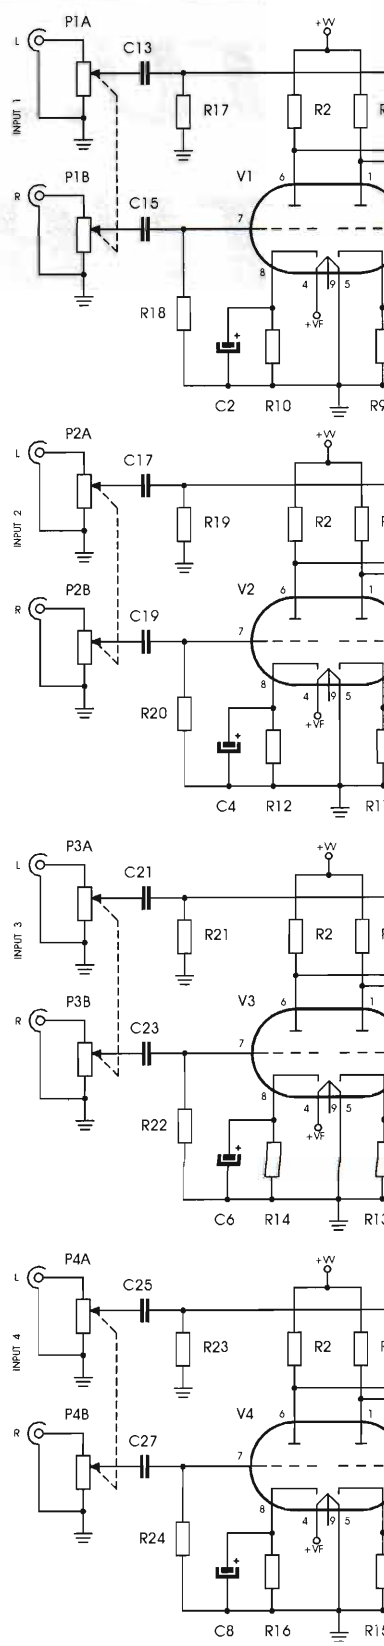 P1A
+W
L
C13
INPUT 1
R17
R2
P1B
V1
6
1
R
C15
7
8
4
9
5
R18
+
+VF
C2
R10
R9
P2A
+W
L
C17
INPUT 2
R19
R2
P2B
V2
6
1
R
C19
7
8
4
9
5
R20
+
+VF
C4
R12
R11
P3A
+W
L
C21
INPUT 3
R21
R2
P3B
V3
6
1
R
C23
7
8
4
9
5
R22
+
+VF
C6
R14
R13
P4A
+W
L
C25
INPUT 4
R23
R2
P4B
V4
6
1
R
C27
7
8
4
9
5
R24
+
+VF
C8
R16
R15